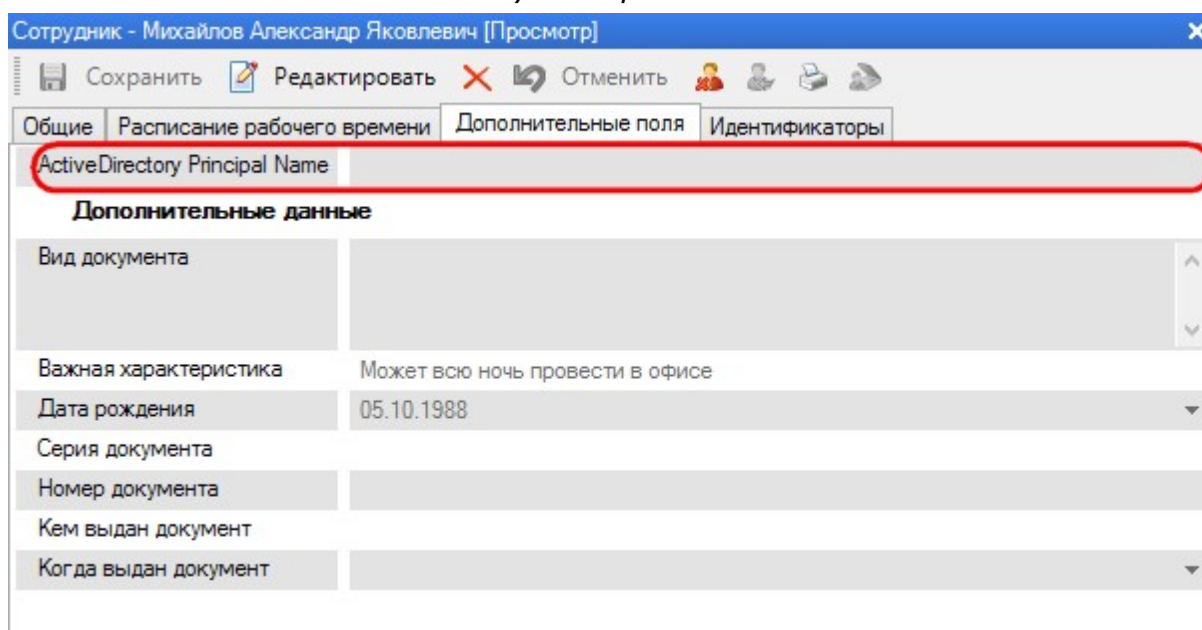 Сотрудник - Михайлов Александр Яковлевич [Просмотр]
Сохранить Редактировать Отменить
Общие Расписание рабочего времени Дополнительные поля Идентификаторы
ActiveDirectory Principal Name
Дополнительные данные
Вид документа
Важная характеристика Может всю ночь провести в офисе
Дата рождения 05.10.1988
Серия документа
Номер документа
Кем выдан документ
Когда выдан документ